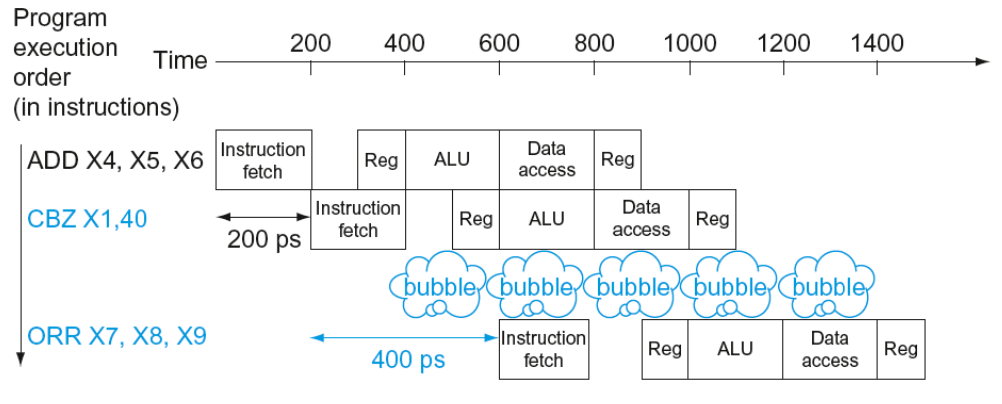 Program
execution
order
(in instructions)
Time
200 400 600 800 1000 1200 1400
ADD X4, X5, X6
Instruction
fetch
Reg
ALU
Data
access
Reg
CBZ X1,40
200 ps
Instruction
fetch
Reg
ALU
Data
access
Reg
bubble bubble bubble bubble bubble
ORR X7, X8, X9
400 ps
Instruction
fetch
Reg
ALU
Data
access
Reg